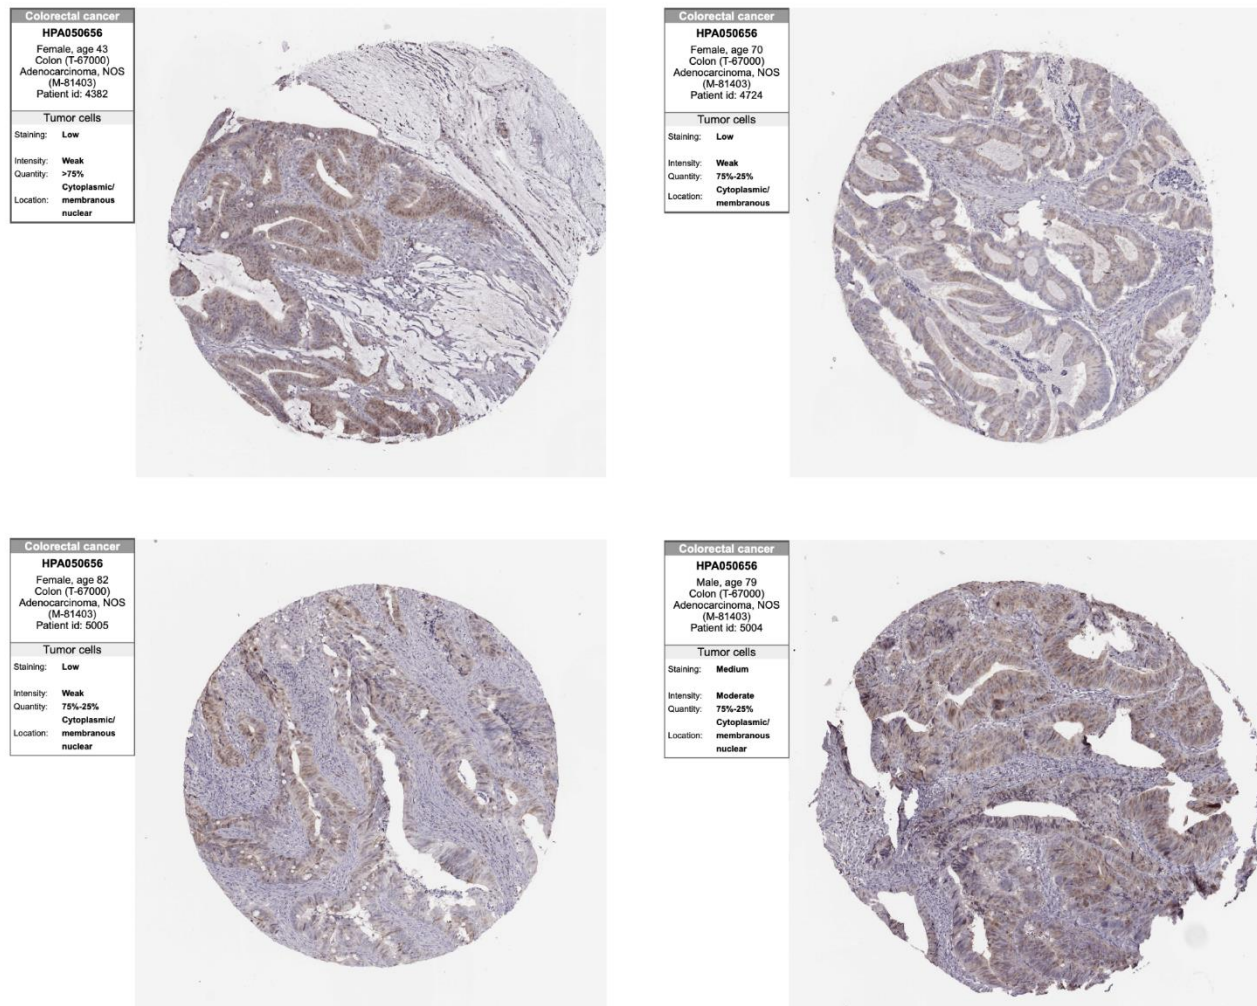 Colorectal cancer
HPA050656
Female, age 43
Colon (T-67000)
Adenocarcinoma, NOS
(M-81403)
Patient id: 4382
Tumor cells
Staining: Low
Intensity: Weak
Quantity: >75%
Location: Cytoplasmic/
membranous
nuclear
Colorectal cancer
HPA050656
Female, age 70
Colon (T-67000)
Adenocarcinoma, NOS
(M-81403)
Patient id: 4724
Tumor cells
Staining: Low
Intensity: Weak
Quantity: 75%-25%
Location: Cytoplasmic/
membranous
Colorectal cancer
HPA050656
Female, age 82
Colon (T-67000)
Adenocarcinoma, NOS
(M-81403)
Patient id: 5005
Tumor cells
Staining: Low
Intensity: Weak
Quantity: 75%-25%
Location: Cytoplasmic/
membranous
nuclear
Colorectal cancer
HPA050656
Male, age 79
Colon (T-67000)
Adenocarcinoma, NOS
(M-81403)
Patient id: 5004
Tumor cells
Staining: Medium
Intensity: Moderate
Quantity: 75%-25%
Location: Cytoplasmic/
membranous
nuclear